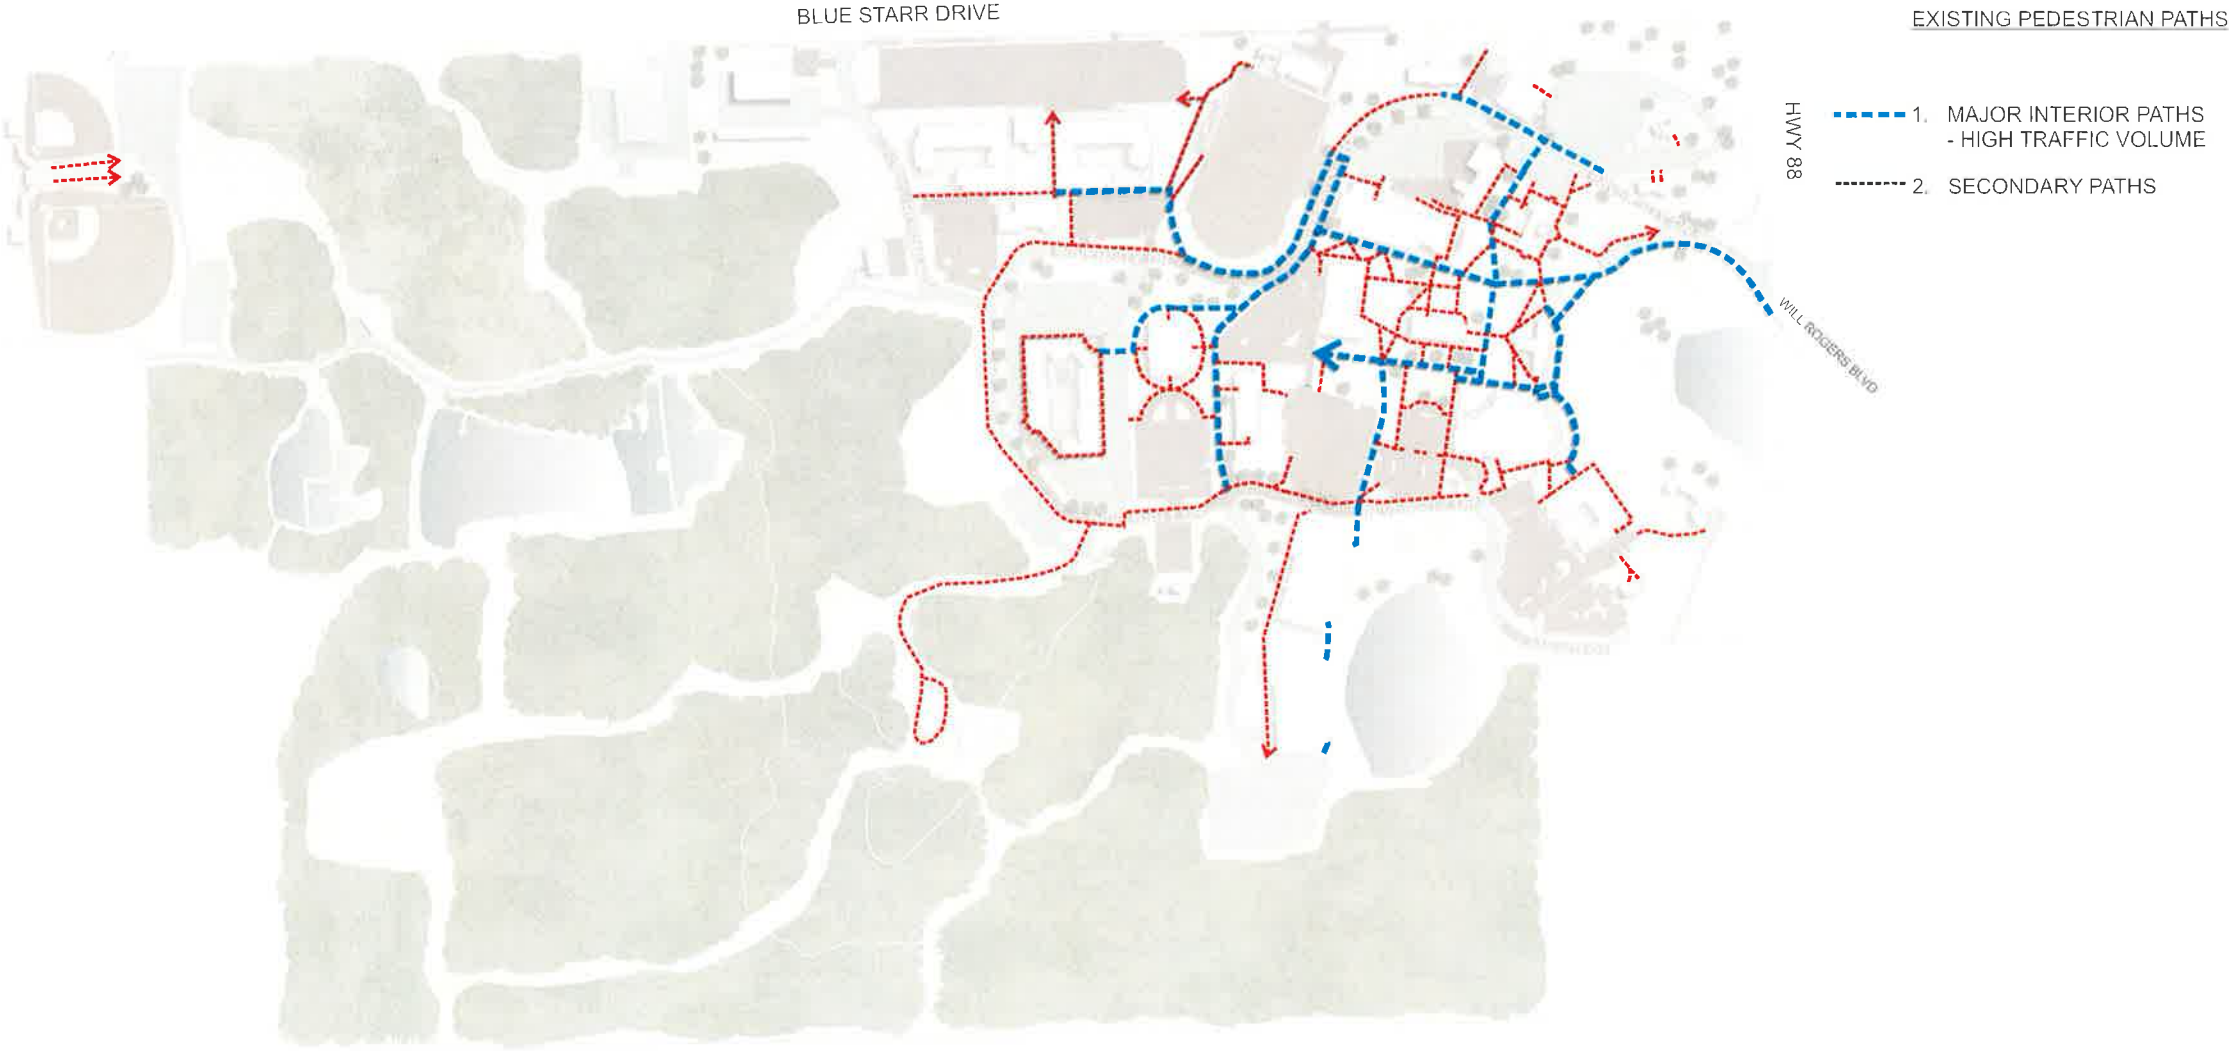 BLUE STARR DRIVE
EXISTING PEDESTRIAN PATHS
HWY 88
1. MAJOR INTERIOR PATHS
- HIGH TRAFFIC VOLUME
2. SECONDARY PATHS
WILL ROGERS BLVD